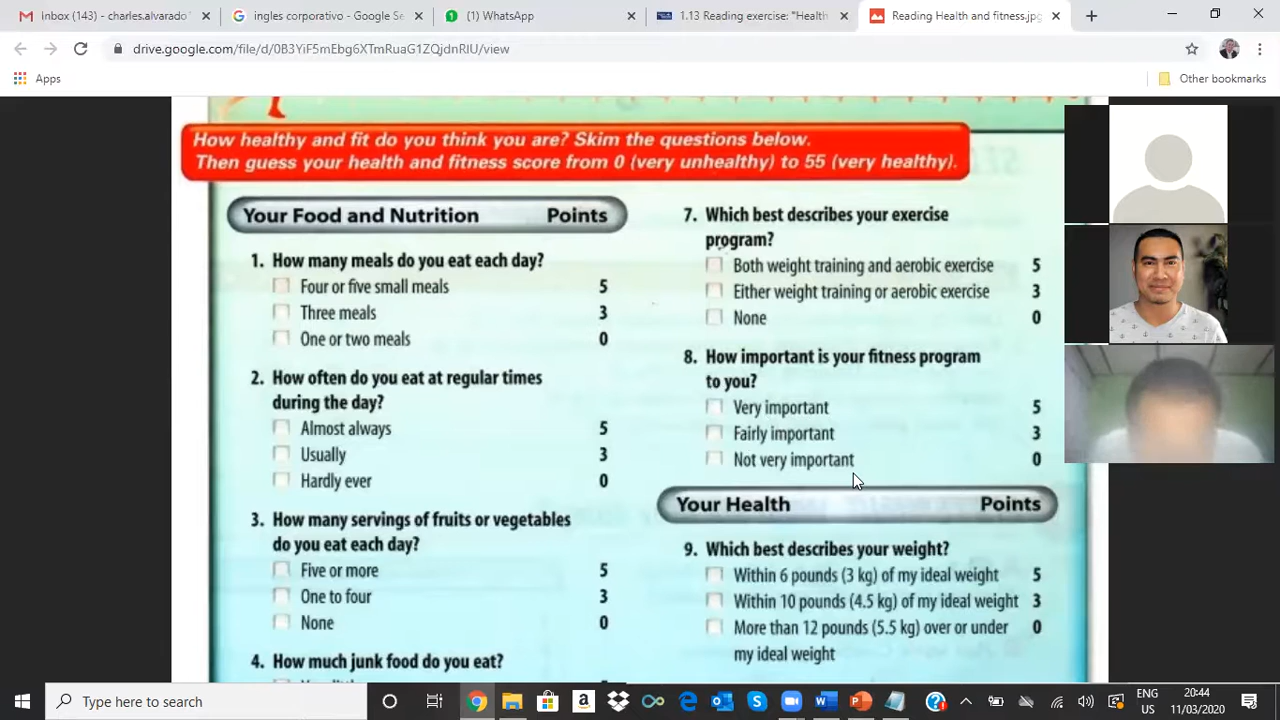 inbox (143) - charles.alvarado
ingles corporativo - Google Se
(1) WhatsApp
1.13 Reading exercise: "Health
Reading Health and fitness.jpg
drive.google.com/file/d/0B3YiF5mEbg6XTmRuaG1ZQjdnRlU/view
Apps
Other bookmarks
How healthy and fit do you think you are? Skim the questions below.
Then guess your health and fitness score from 0 (very unhealthy) to 55 (very healthy).
Your Food and Nutrition Points
1. How many meals do you eat each day?
Four or five small meals 5
Three meals 3
One or two meals 0
2. How often do you eat at regular times
during the day?
Almost always 5
Usually 3
Hardly ever 0
3. How many servings of fruits or vegetables
do you eat each day?
Five or more 5
One to four 3
None 0
4. How much junk food do you eat?
7. Which best describes your exercise
program?
Both weight training and aerobic exercise 5
Either weight training or aerobic exercise 3
None 0
8. How important is your fitness program
to you?
Very important 5
Fairly important 3
Not very important 0
Your Health Points
9. Which best describes your weight?
Within 6 pounds (3 kg) of my ideal weight 5
Within 10 pounds (4.5 kg) of my ideal weight 3
More than 12 pounds (5.5 kg) over or under 0
my ideal weight
Type here to search
ENG
US
20:44
11/03/2020